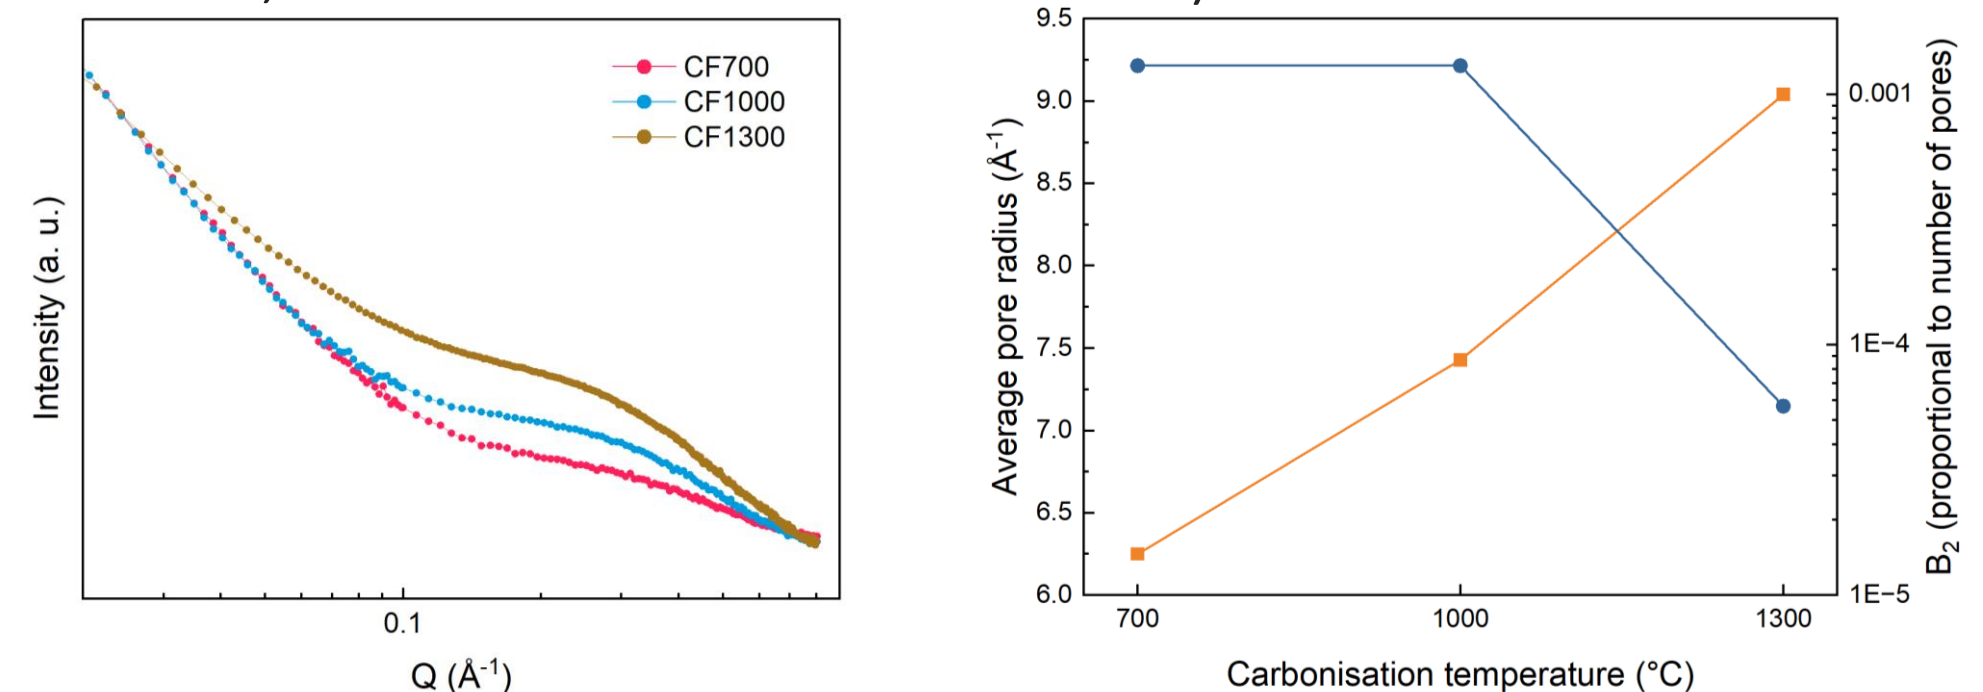 CF700
CF1000
CF1300
Intensity (a. u.)
0.1
Q (Å⁻¹)
9.5
9.0
8.5
8.0
7.5
7.0
6.5
6.0
Average pore radius (Å⁻¹)
0.001
1E−4
1E−5
B₂ (proportional to number of pores)
700
1000
1300
Carbonisation temperature (°C)